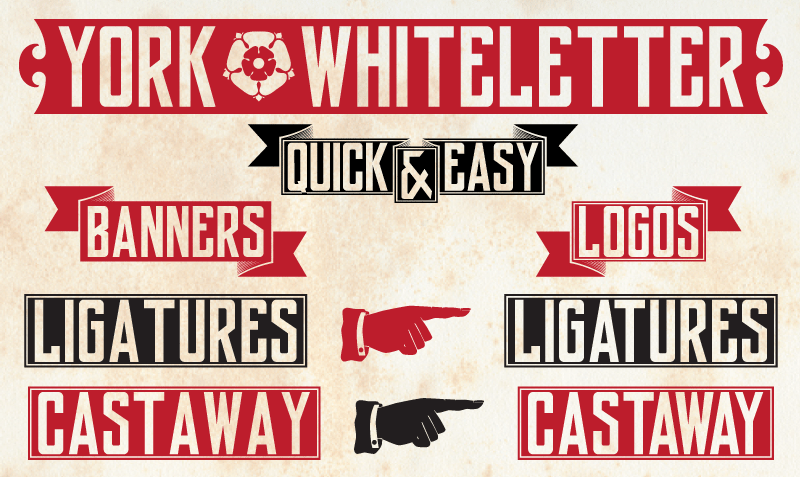 YORK WHITELETTER
QUICK & EASY
BANNERS LOGOS
LIGATURES LIGATURES
CASTAWAY CASTAWAY